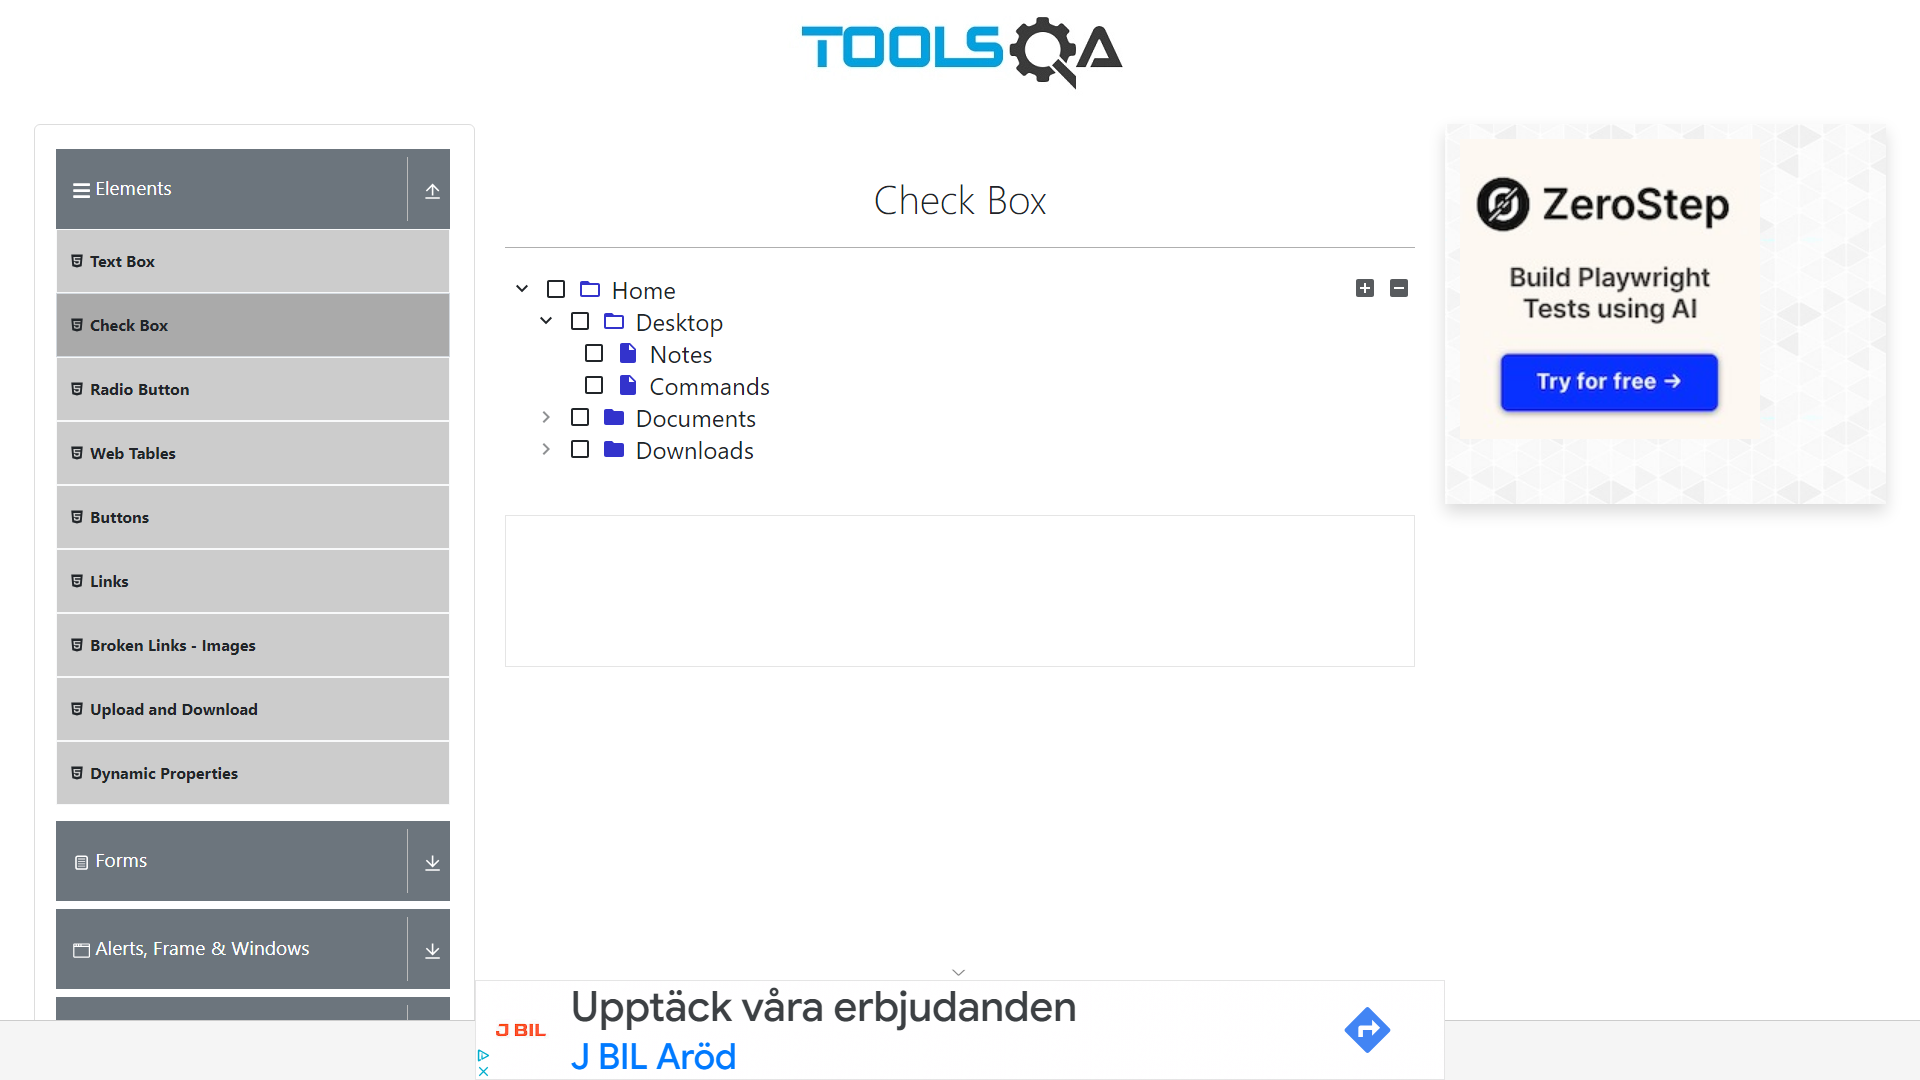 TOOLSQA
Elements
Text Box
Check Box
Radio Button
Web Tables
Buttons
Links
Broken Links - Images
Upload and Download
Dynamic Properties
Forms
Alerts, Frame & Windows
Check Box
Home
Desktop
Notes
Commands
Documents
Downloads
ZeroStep
Build Playwright
Tests using AI
Try for free →
J BIL
Upptäck våra erbjudanden
J BIL Aröd